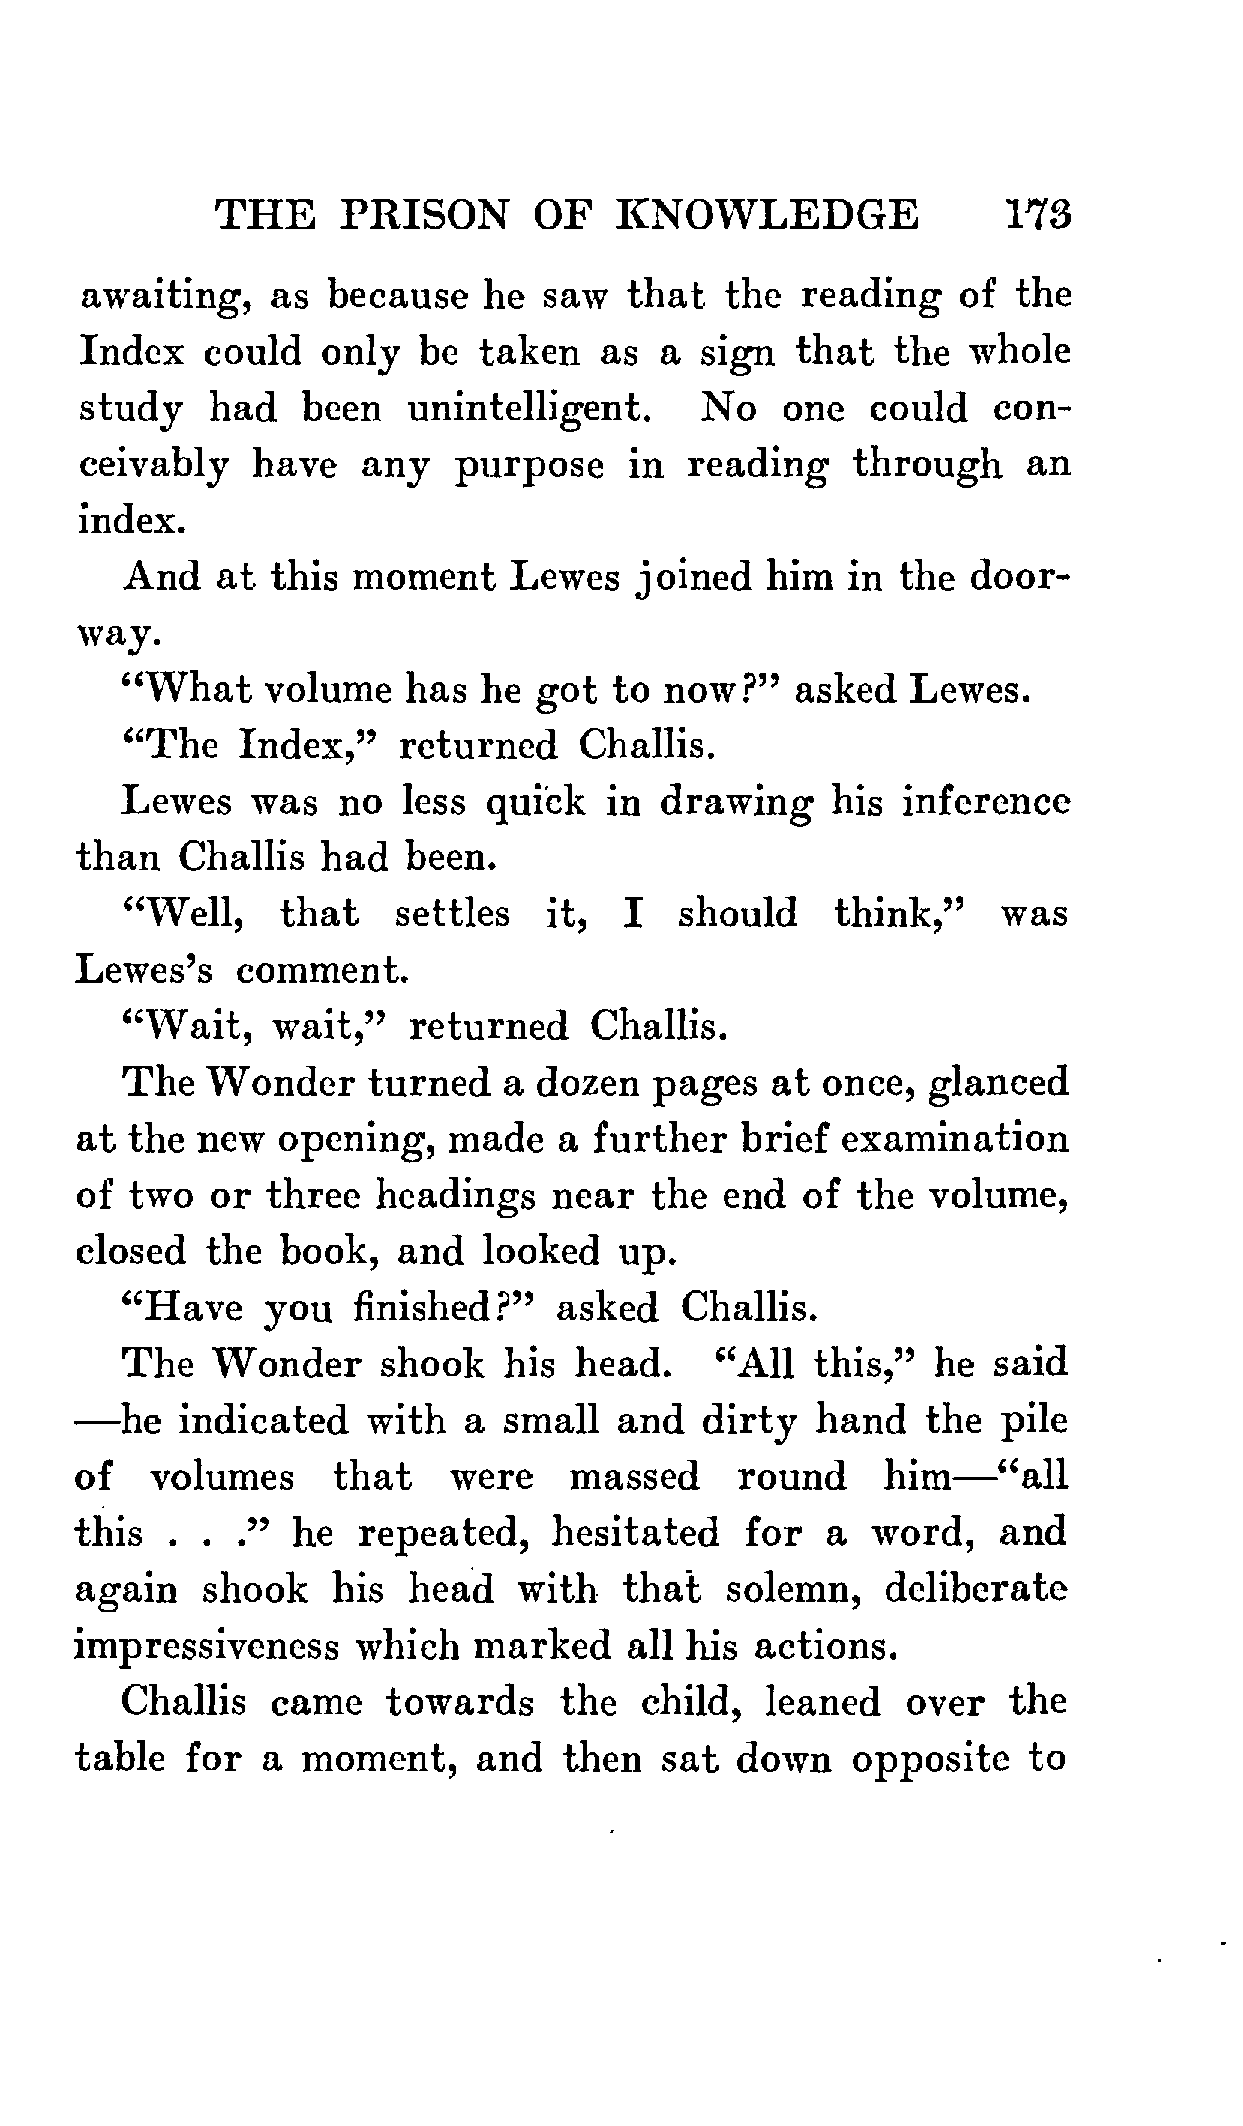 THE PRISON OF KNOWLEDGE 173
awaiting, as because he saw that the reading of the
Index could only be taken as a sign that the whole
study had been unintelligent. No one could con-
ceivably have any purpose in reading through an
index.
And at this moment Lewes joined him in the door-
way.
“What volume has he got to now?” asked Lewes.
“The Index,” returned Challis.
Lewes was no less quick in drawing his inference
than Challis had been.
“Well, that settles it, I should think,” was
Lewes’s comment.
“Wait, wait,” returned Challis.
The Wonder turned a dozen pages at once, glanced
at the new opening, made a further brief examination
of two or three headings near the end of the volume,
closed the book, and looked up.
“Have you finished?” asked Challis.
The Wonder shook his head. “All this,” he said
—he indicated with a small and dirty hand the pile
of volumes that were massed round him—“all
this . . .” he repeated, hesitated for a word, and
again shook his head with that solemn, deliberate
impressiveness which marked all his actions.
Challis came towards the child, leaned over the
table for a moment, and then sat down opposite to